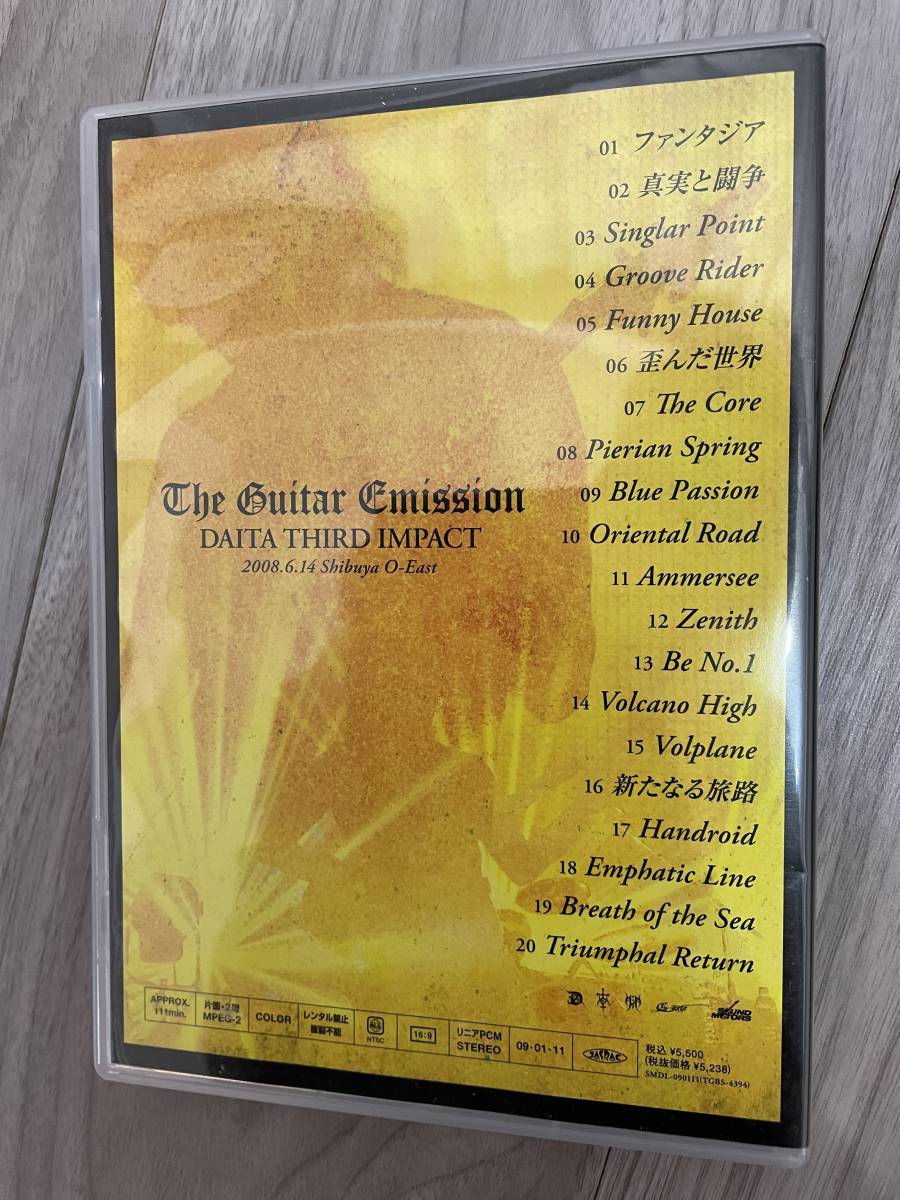 01 ファンタジア
02 真実と闘争
03 Singlar Point
04 Groove Rider
05 Funny House
06 歪んだ世界
07 The Core
08 Pierian Spring
09 Blue Passion
10 Oriental Road
11 Ammersee
12 Zenith
13 Be No.1
14 Volcano High
15 Volplane
16 新たなる旅路
17 Handroid
18 Emphatic Line
19 Breath of the Sea
20 Triumphal Return
The Guitar Emission
DAITA THIRD IMPACT
2008.6.14 Shibuya O-East
SOUND
MOTORS
APPROX.
111min.
片面・2層
MPEG-2
COLOR
レンタル禁止
複製不能
ALL
NTSC
16:9
リニアPCM
STEREO
09・01・11
税込 ¥5,500
(税抜価格 ¥5,238)
SMDL-090111(TGBS-4394)